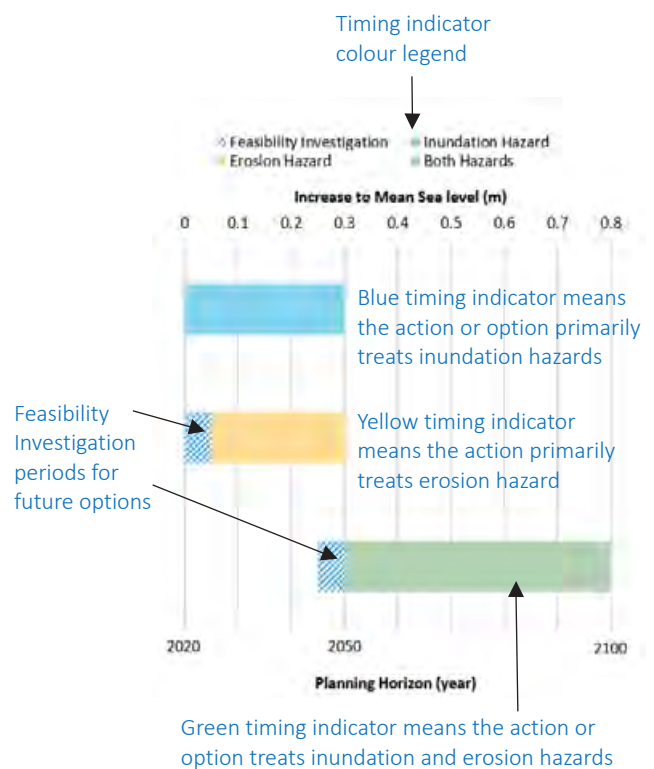 Timing indicator
colour legend
Feasibility Investigation
Inundation Hazard
Erosion Hazard
Both Hazards
Increase to Mean Sea level (m)
0 0.1 0.2 0.3 0.4 0.5 0.6 0.7 0.8
Blue timing indicator means
the action or option primarily
treats inundation hazards
Feasibility
Investigation
periods for
future options
Yellow timing indicator
means the action primarily
treats erosion hazard
2020 2050 2100
Planning Horizon (year)
Green timing indicator means the action or
option treats inundation and erosion hazards